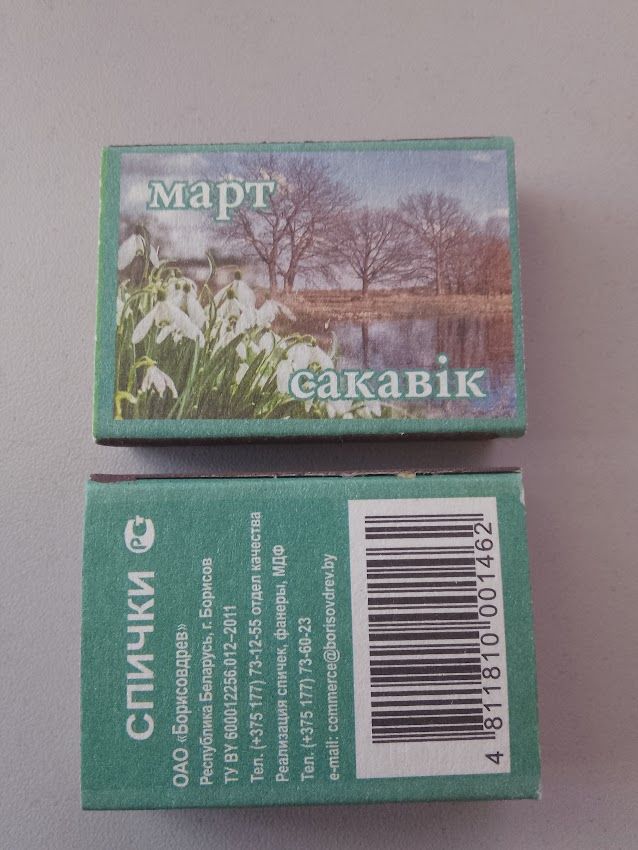 март
сакавік
СПИЧКИ
ОАО «Борисовдрев»
Республика Беларусь, г. Борисов
ТУ BY 600012256.012–2011
Тел. (+375 177) 73-12-55 отдел качества
Реализация спичек, фанеры, МДФ
Тел. (+375 177) 73-60-23
e-mail: commerce@borisovdrev.by
4 811810 001462